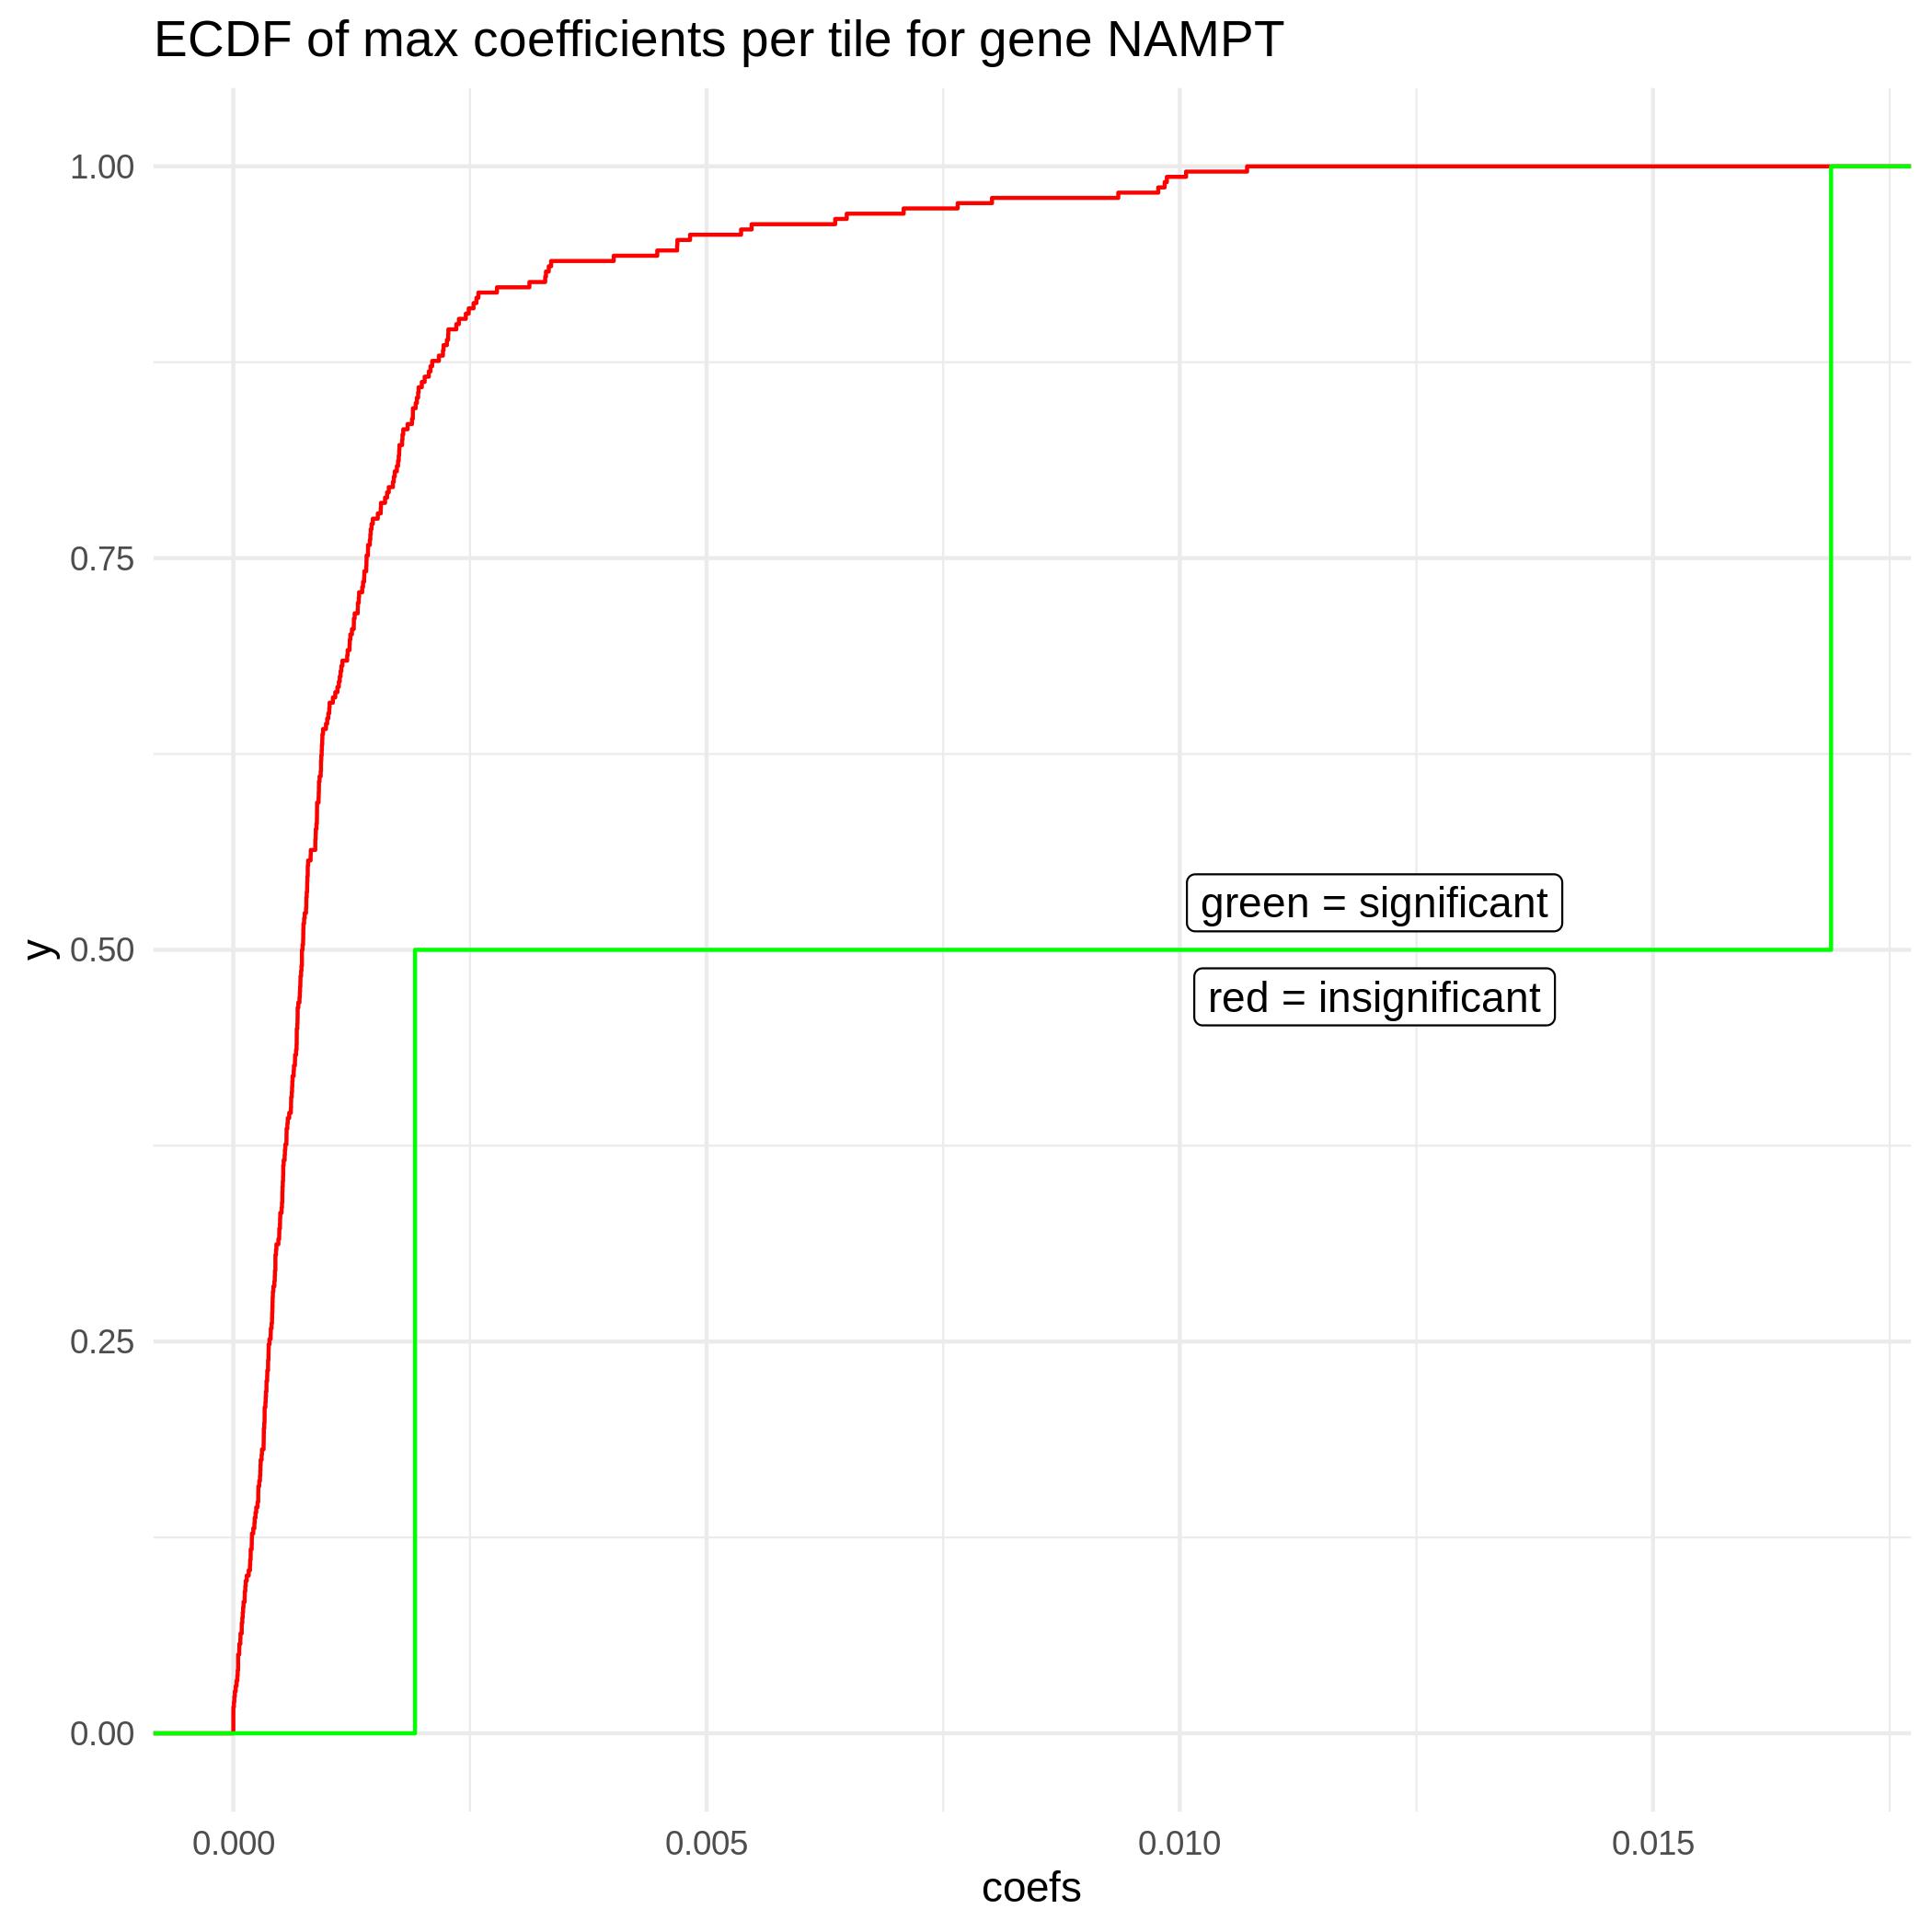 ECDF of max coefficients per tile for gene NAMPT
1.00
0.75
0.50
0.25
0.00
y
green = significant
red = insignificant
0.000
0.005
0.010
0.015
coefs